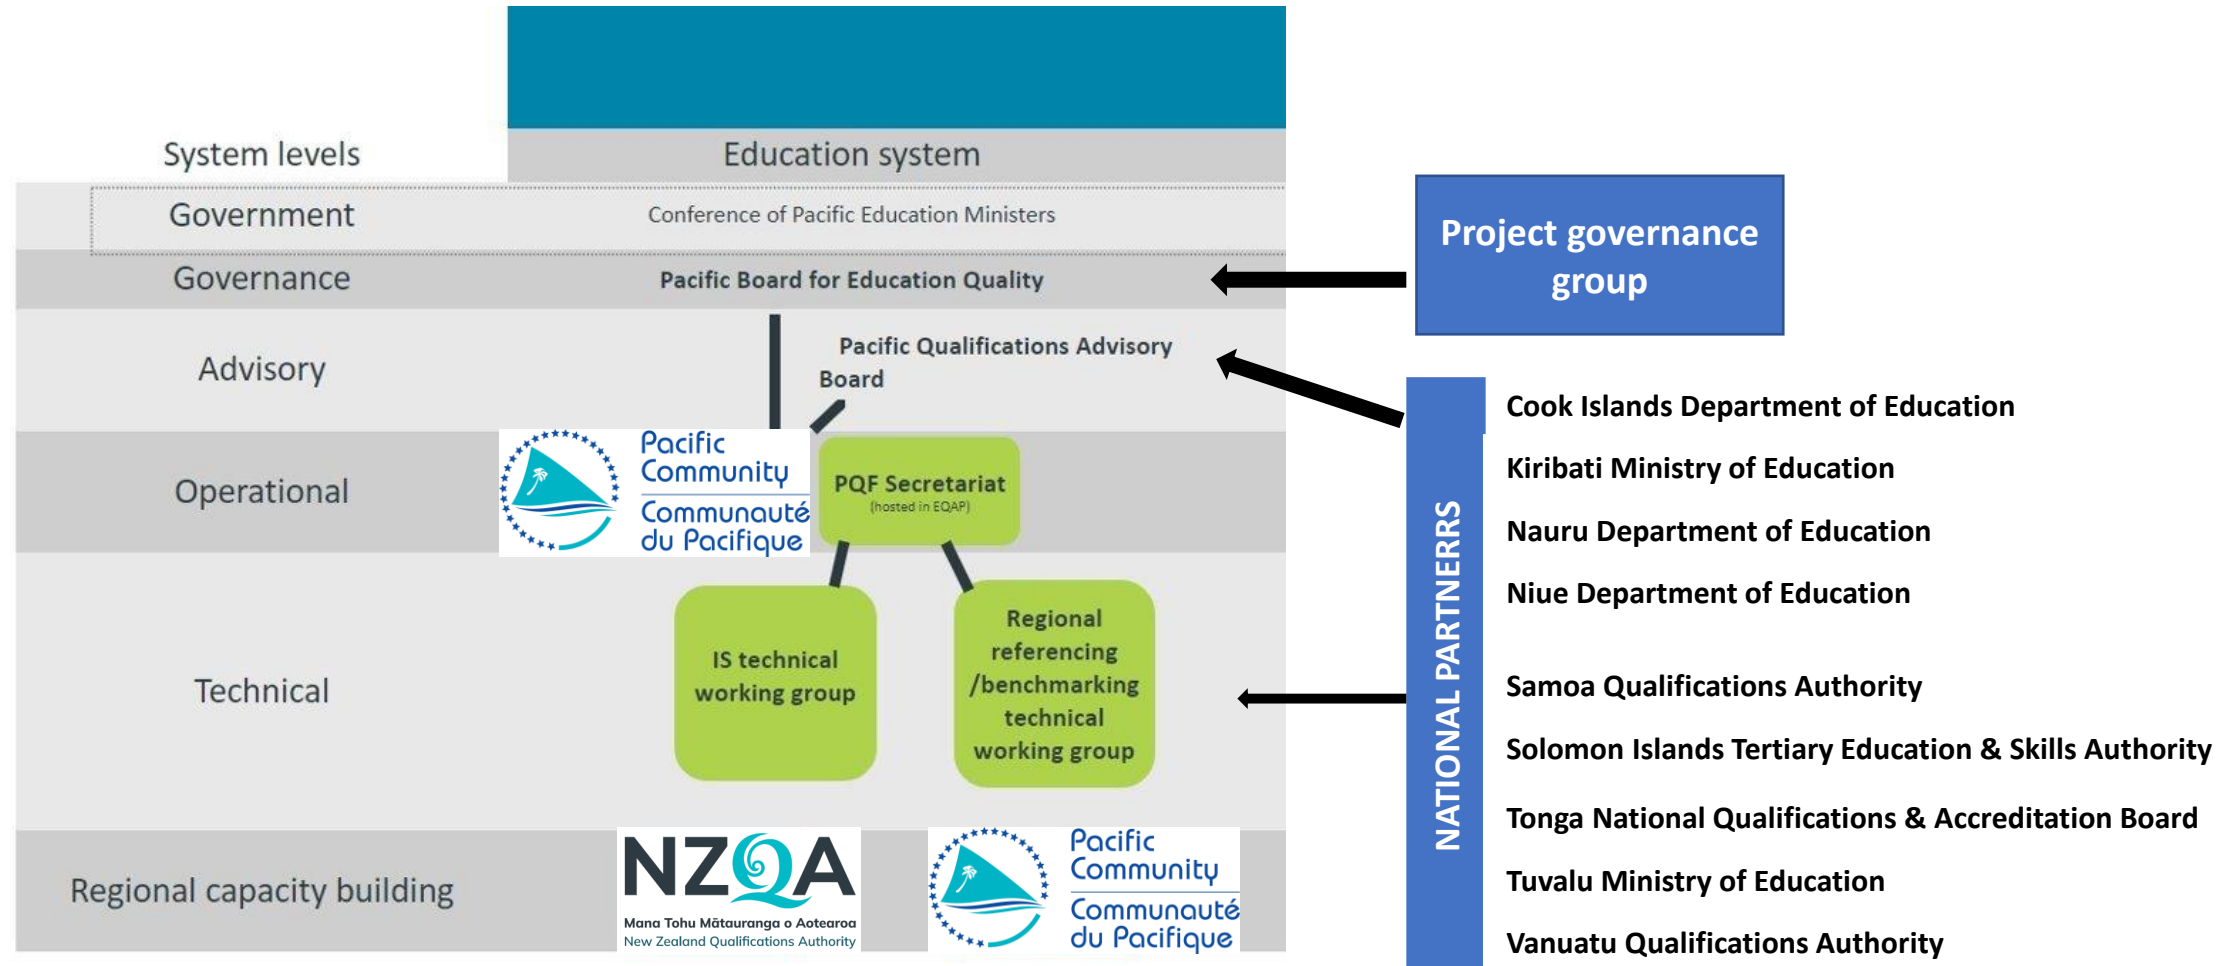 System levels
Education system
Government
Conference of Pacific Education Ministers
Governance
Pacific Board for Education Quality
Project governance
group
Advisory
Pacific Qualifications Advisory
Board
Operational
Pacific
Community
Communauté
du Pacifique
PQF Secretariat
(hosted in EQAP)
Technical
IS technical
working group
Regional
referencing
/benchmarking
technical
working group
Regional capacity building
NZQA
Mana Tohu Mātauranga o Aotearoa
New Zealand Qualifications Authority
Pacific
Community
Communauté
du Pacifique
NATIONAL PARTNERRS
Cook Islands Department of Education
Kiribati Ministry of Education
Nauru Department of Education
Niue Department of Education
Samoa Qualifications Authority
Solomon Islands Tertiary Education & Skills Authority
Tonga National Qualifications & Accreditation Board
Tuvalu Ministry of Education
Vanuatu Qualifications Authority